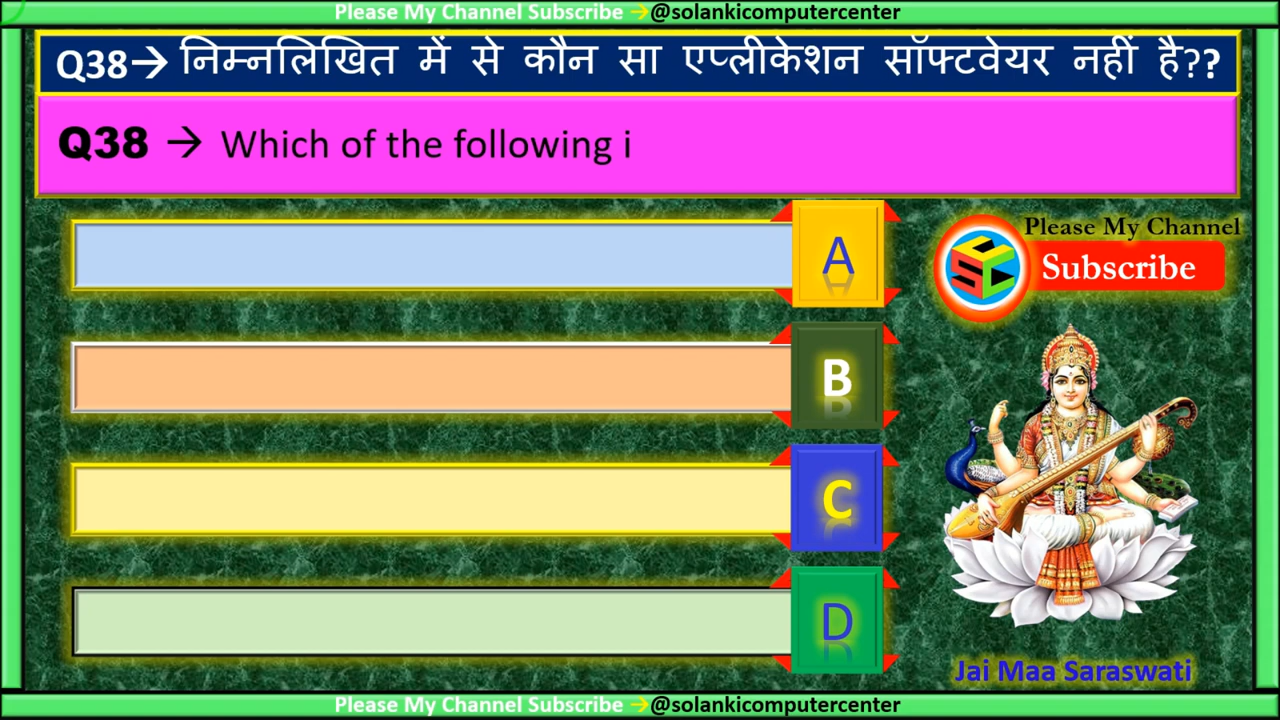 Please My Channel Subscribe →@solankicomputercenter
Q38→ निम्नलिखित में से कौन सा एप्लीकेशन सॉफ्टवेयर नहीं है??
Q38 → Which of the following i
A
Please My Channel
Subscribe
SCC
B
C
D
Jai Maa Saraswati
Please My Channel Subscribe →@solankicomputercenter